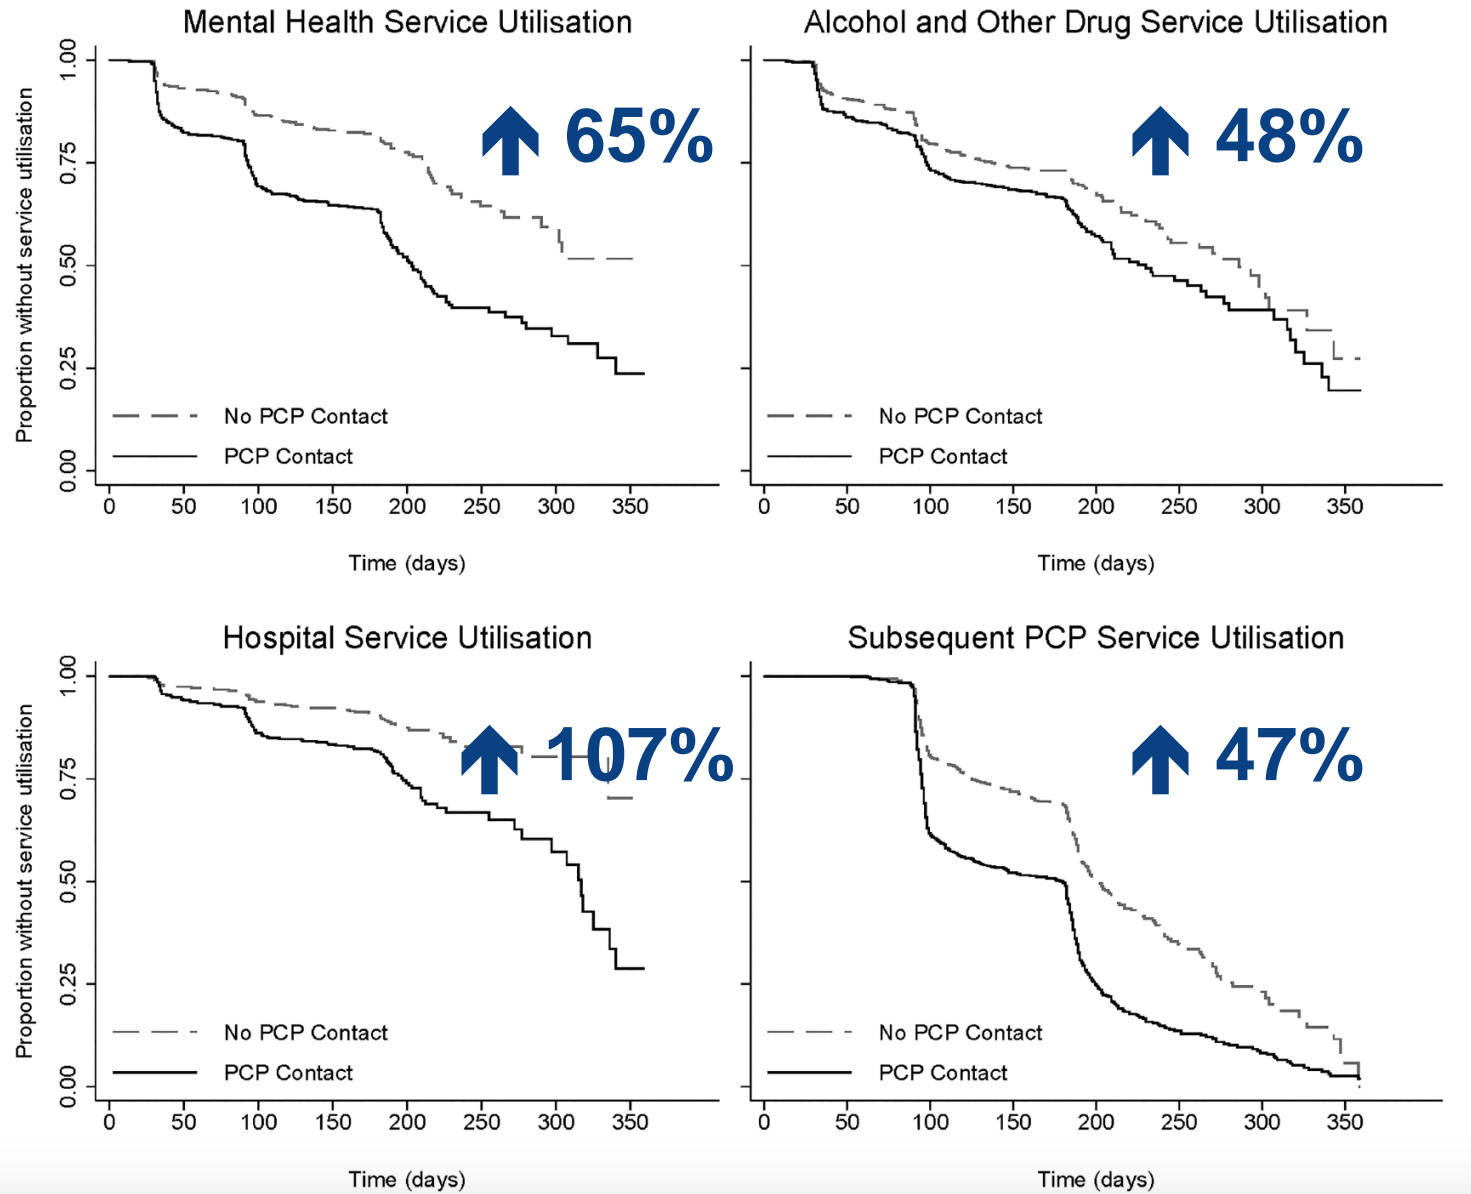 Mental Health Service Utilisation
Proportion without service utilisation
1.00
0.75
0.50
0.25
0.00
65%
No PCP Contact
PCP Contact
0 50 100 150 200 250 300 350
Time (days)
Alcohol and Other Drug Service Utilisation
48%
No PCP Contact
PCP Contact
0 50 100 150 200 250 300 350
Time (days)
Hospital Service Utilisation
Proportion without service utilisation
1.00
0.75
0.50
0.25
0.00
107%
No PCP Contact
PCP Contact
0 50 100 150 200 250 300 350
Time (days)
Subsequent PCP Service Utilisation
47%
No PCP Contact
PCP Contact
0 50 100 150 200 250 300 350
Time (days)